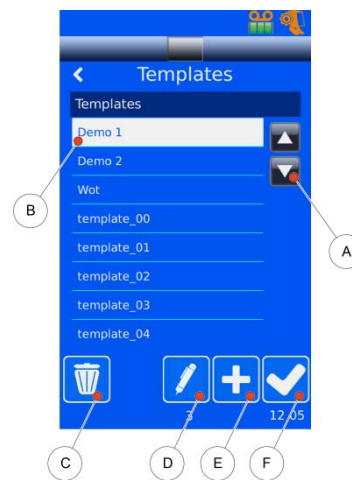 Templates
Templates
Demo 1
Demo 2
B
Wot
A
template_00
template_01
template_02
template_03
template_04
3 12.05
C D E F